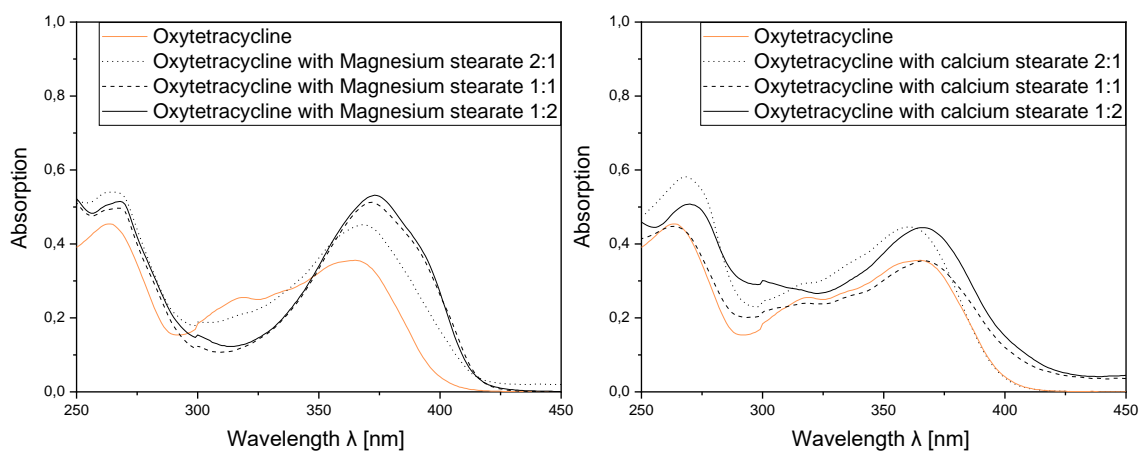 1,0
0,8
0,6
0,4
0,2
0,0
Absorption
Oxytetracycline
Oxytetracycline with Magnesium stearate 2:1
Oxytetracycline with Magnesium stearate 1:1
Oxytetracycline with Magnesium stearate 1:2
250 300 350 400 450
Wavelength λ [nm]
1,0
0,8
0,6
0,4
0,2
0,0
Absorption
Oxytetracycline
Oxytetracycline with calcium stearate 2:1
Oxytetracycline with calcium stearate 1:1
Oxytetracycline with calcium stearate 1:2
250 300 350 400 450
Wavelength λ [nm]